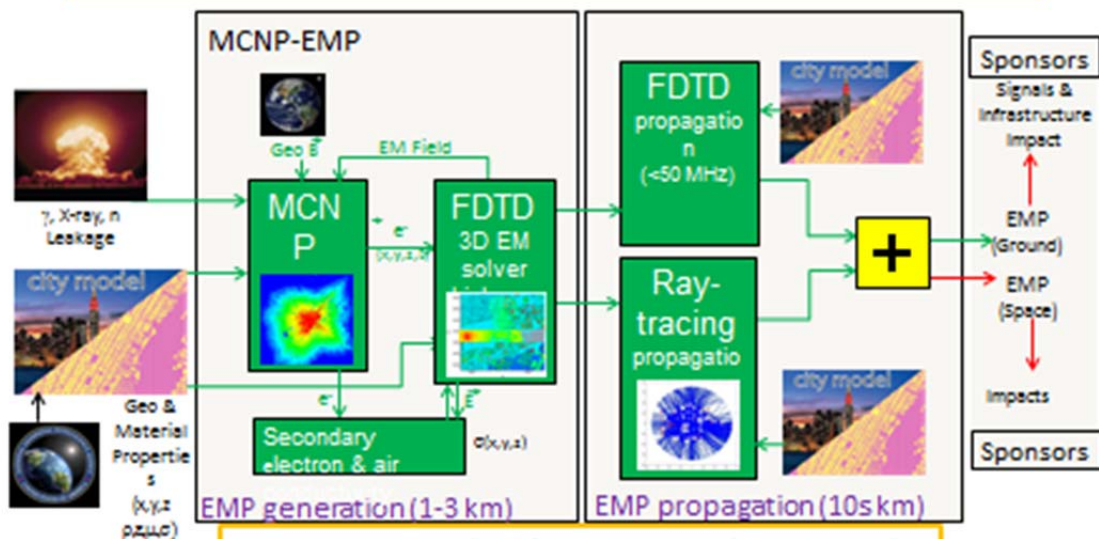 MCNP-EMP
Geo B
EM Field
γ, X-ray, n
Leakage
MCN
P
e-
(x,y,z,
FDTD
3D EM
solver
FDTD
propagatio
n
(<50 MHz)
city model
Sponsors
Signals &
Infrastructure
Impact
EMP
(Ground)
+
EMP
(Space)
Impacts
Sponsors
city model
Ray-
tracing
propagatio
city model
Geo &
Material
Propertie
s
(x,y,z
ρ,ε,μ,σ)
e-
E
σ(x,y,z)
Secondary
electron & air
EMP generation (1-3 km)
EMP propagation (10s km)